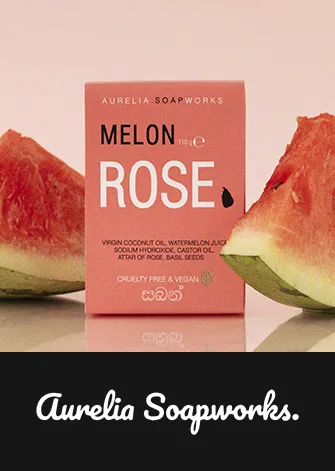 AURELIA SOAPWORKS
MELON 110 g℮
ROSE
VIRGIN COCONUT OIL, WATERMELON JUICE
SODIUM HYDROXIDE, CASTOR OIL,
ATTAR OF ROSE, BASIL SEEDS
CRUELTY FREE & VEGAN
සබන්
Aurelia Soapworks.